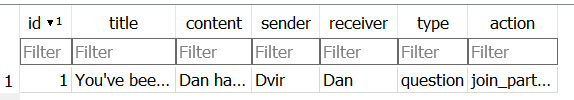 id ▼1 title content sender receiver type action
Filter Filter Filter Filter Filter Filter Filter
1 1 You've bee... Dan ha... Dvir Dan question join_part...